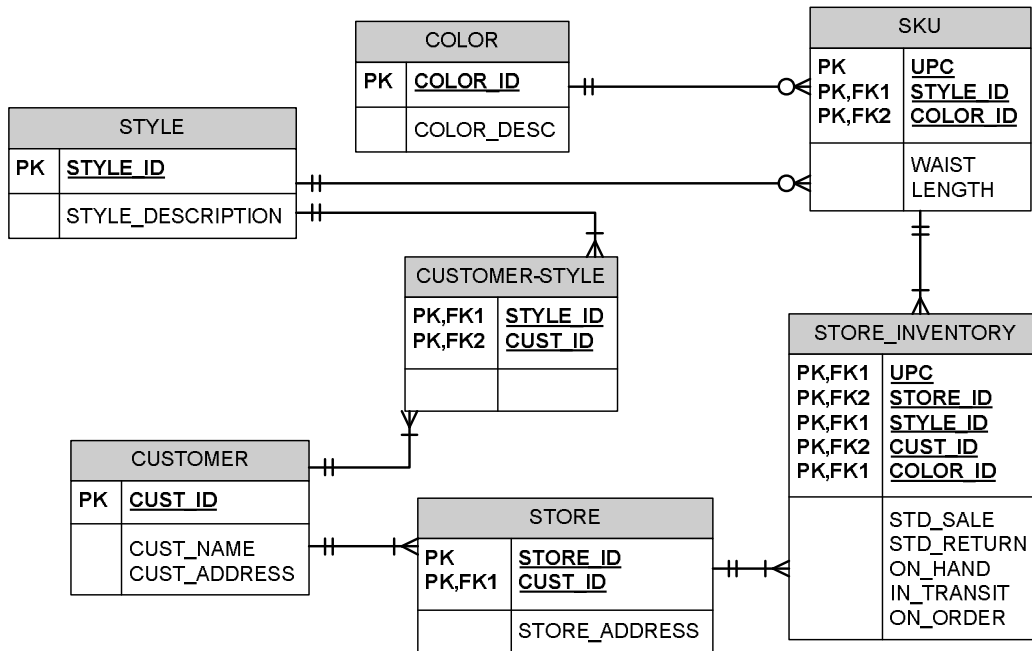 COLOR
PK COLOR_ID
COLOR_DESC
SKU
PK UPC
PK,FK1 STYLE_ID
PK,FK2 COLOR_ID
WAIST
LENGTH
STYLE
PK STYLE_ID
STYLE_DESCRIPTION
CUSTOMER-STYLE
PK,FK1 STYLE_ID
PK,FK2 CUST_ID
STORE_INVENTORY
PK,FK1 UPC
PK,FK2 STORE_ID
PK,FK1 STYLE_ID
PK,FK2 CUST_ID
PK,FK1 COLOR_ID
STD_SALE
STD_RETURN
ON_HAND
IN_TRANSIT
ON_ORDER
CUSTOMER
PK CUST_ID
CUST_NAME
CUST_ADDRESS
STORE
PK STORE_ID
PK,FK1 CUST_ID
STORE_ADDRESS